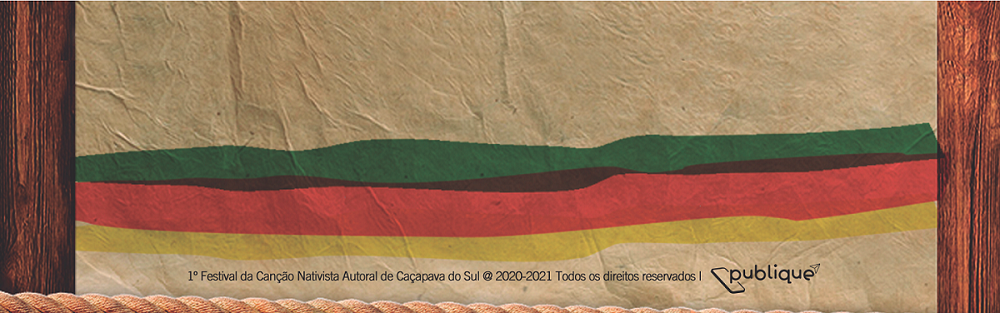 1º Festival da Canção Nativista Autoral de Caçapava do Sul @ 2020-2021 Todos os direitos reservados | publique